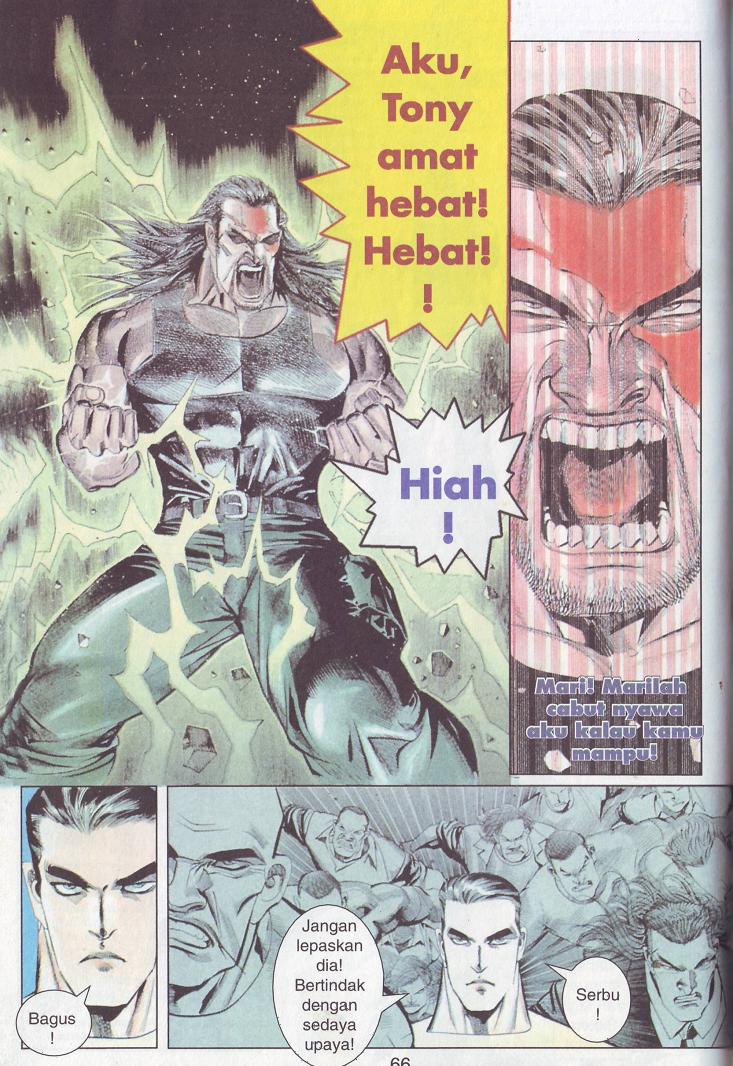 Aku,
Tony
amat
hebat!
Hebat!
!
Hiah
!
Mari! Marilah
cabut nyawa
aku kalau kamu
mampu!
Bagus
!
Jangan
lepaskan
dia!
Bertindak
dengan
sedaya
upaya!
Serbu
!
66